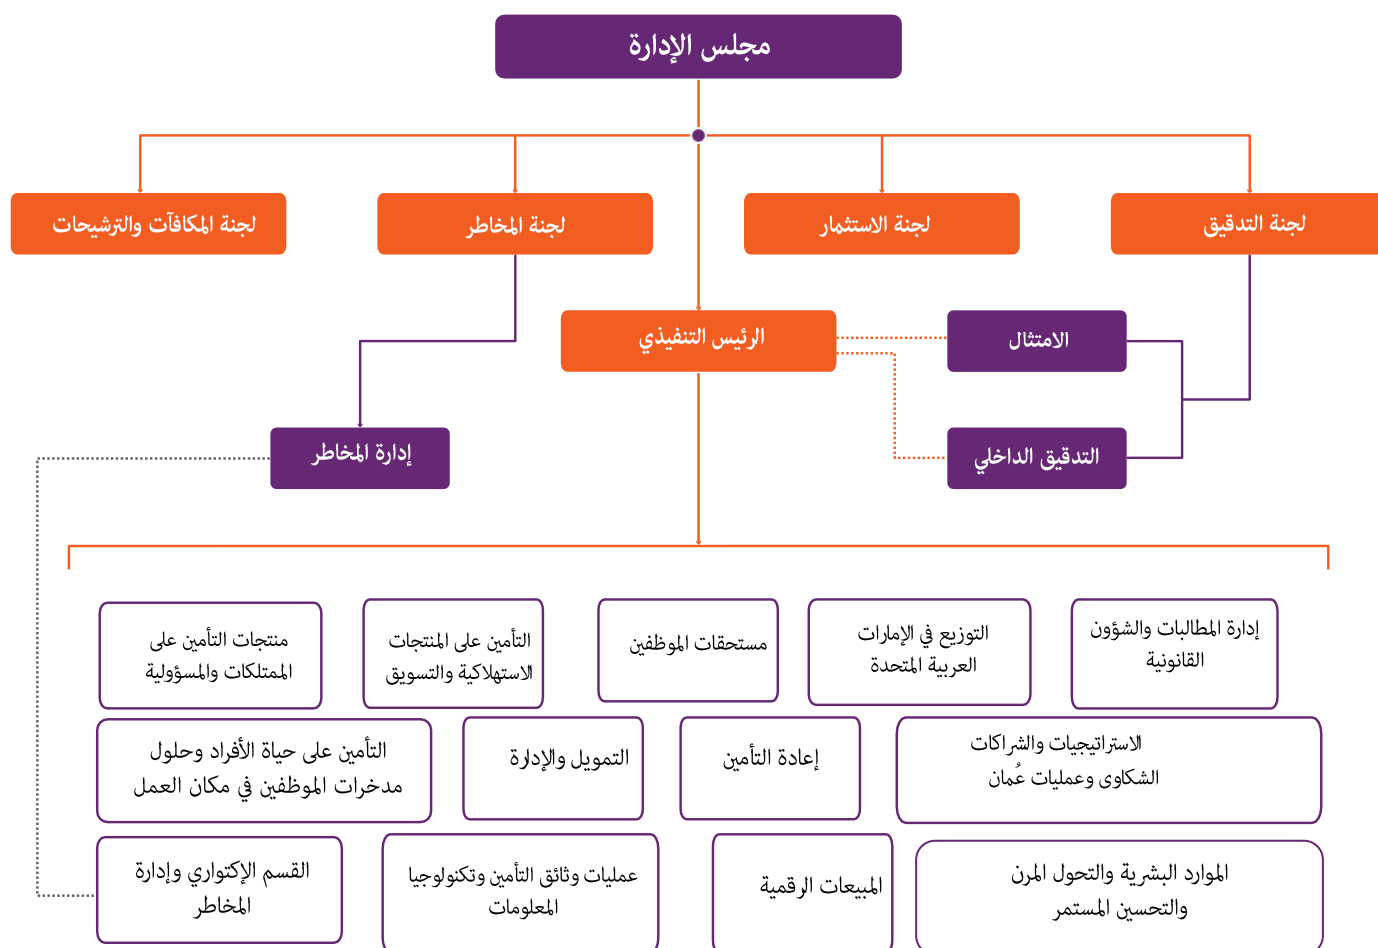 مجلس الإدارة
لجنة التدقيق
لجنة الاستثمار
لجنة المخاطر
لجنة المكافآت والترشيحات
الامتثال
الرئيس التنفيذي
التدقيق الداخلي
إدارة المخاطر
إدارة المطالبات والشؤون
القانونية
التوزيع في الإمارات
العربية المتحدة
مستحقات الموظفين
التأمين على المنتجات
الاستهلاكية والتسويق
منتجات التأمين على
الممتلكات والمسؤولية
الاستراتيجيات والشراكات
الشكاوى وعمليات عُمان
إعادة التأمين
التمويل والإدارة
التأمين على حياة الأفراد وحلول
مدخرات الموظفين في مكان العمل
الموارد البشرية والتحول المرن
والتحسين المستمر
المبيعات الرقمية
عمليات وثائق التأمين وتكنولوجيا
المعلومات
القسم الإكتواري وإدارة
المخاطر